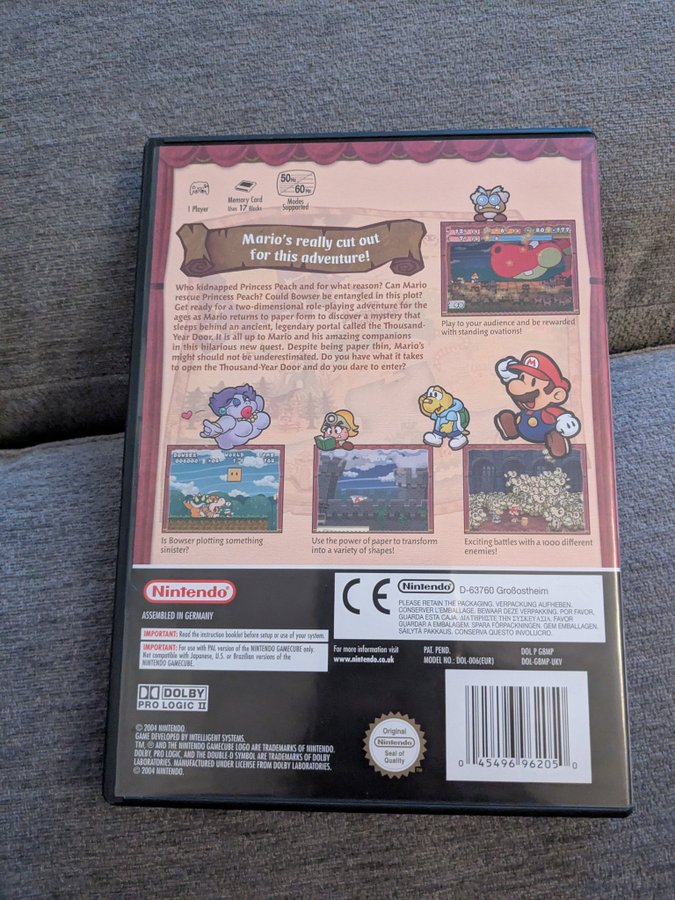 50Hz
60Hz
1 Player
Memory Card
Uses 17 Blocks
Modes
Supported
Mario's really cut out
for this adventure!
Who kidnapped Princess Peach and for what reason? Can Mario
rescue Princess Peach? Could Bowser be entangled in this plot?
Get ready for a two-dimensional role-playing adventure for the
ages as Mario returns to paper form to discover a mystery that
sleeps behind an ancient, legendary portal called the Thousand-
Year Door. It is all up to Mario and his amazing companions
in this hilarious new quest. Despite being paper thin, Mario's
might should not be underestimated. Do you have what it takes
to open the Thousand-Year Door and do you dare to enter?
Play to your audience and be rewarded
with standing ovations!
BOWSER
WORLD
Is Bowser plotting something
sinister?
Use the power of paper to transform
into a variety of shapes!
Exciting battles with a 1000 different
enemies!
Nintendo
ASSEMBLED IN GERMANY
IMPORTANT: Read the instruction booklet before setup or use of your system.
IMPORTANT: For use with PAL version of the NINTENDO GAMECUBE only.
Not compatible with Japanese, U.S. or Brazilian versions of the
NINTENDO GAMECUBE.
CE
Nintendo D-63760 Großostheim
PLEASE RETAIN THE PACKAGING. VERPACKUNG AUFHEBEN.
CONSERVER L'EMBALLAGE. BEWAAR DEZE VERPAKKING. POR FAVOR,
GUARDA ESTA CAJA. ΔΙΑΤΗΡΗΣΤΕ ΤΗΝ ΣΥΣΚΕΥΑΣΙΑ. FAVOR
GUARDAR A EMBALAGEM. SPARA FÖRPACKNINGEN. GEM EMBALLAGEN.
SÄILYTÄ PAKKAUS. CONSERVA QUESTO INVOLUCRO.
For more information visit
www.nintendo.co.uk
PAT. PEND.
MODEL NO.: DOL-006(EUR)
DOL P G8MP
DOL-G8MP-UKV
DOLBY
PRO LOGIC II
© 2004 NINTENDO.
GAME DEVELOPED BY INTELLIGENT SYSTEMS.
TM, ® AND THE NINTENDO GAMECUBE LOGO ARE TRADEMARKS OF NINTENDO.
DOLBY, PRO LOGIC, AND THE DOUBLE-D SYMBOL ARE TRADEMARKS OF DOLBY
LABORATORIES. MANUFACTURED UNDER LICENSE FROM DOLBY LABORATORIES.
© 2004 NINTENDO.
Original
Nintendo
Seal of
Quality
0 45496 96205 0